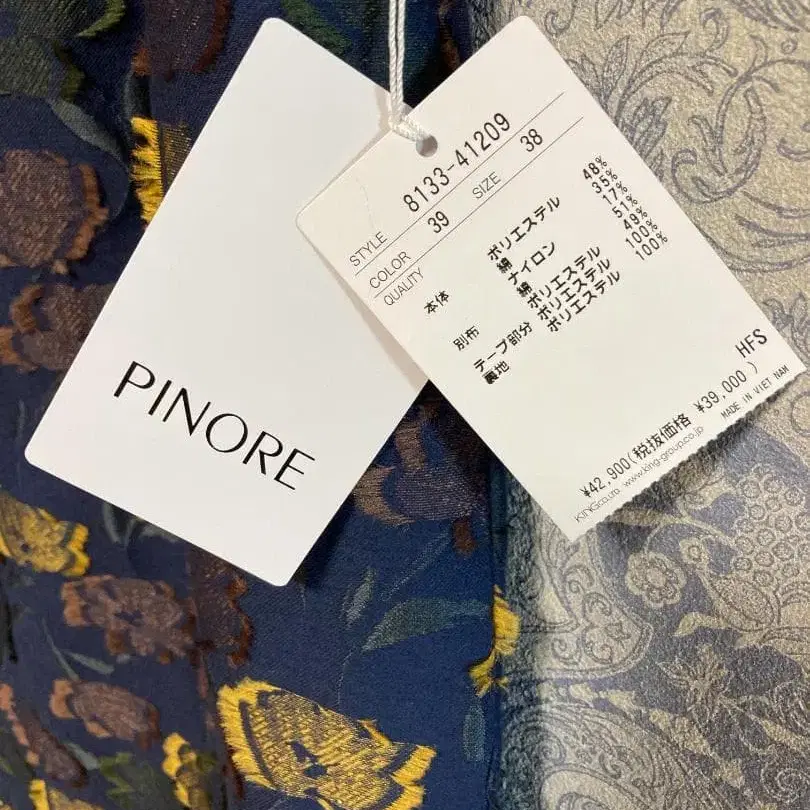 PINORE
STYLE 8133-41209
COLOR 39 SIZE 38
QUALITY
本体 ポリエステル 48%
綿 35%
ナイロン 17%
別布 綿 51%
ポリエステル 49%
テープ部分 ポリエステル 100%
裏地 ポリエステル 100%
HFS
¥42,900(税抜価格 ¥39,000)
KING co.,LTD. www.king-group.co.jp MADE IN VIET NAM